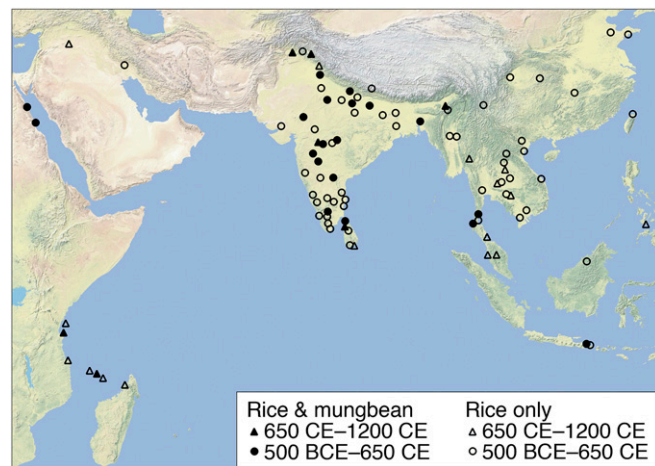 Rice & mungbean Rice only
▲ 650 CE–1200 CE △ 650 CE–1200 CE
● 500 BCE–650 CE ○ 500 BCE–650 CE